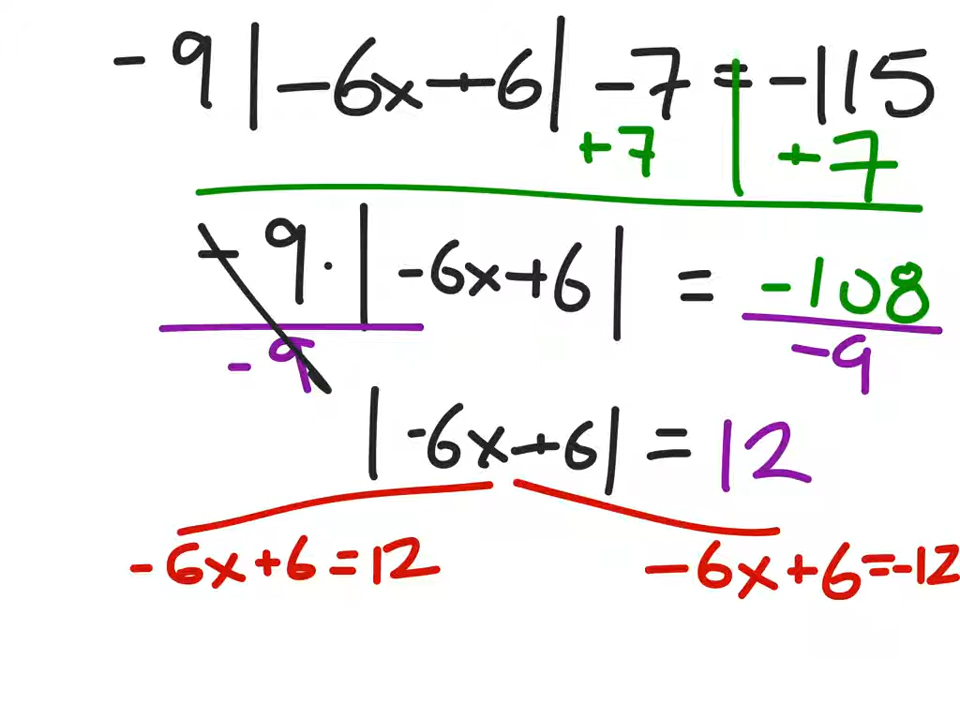 -9|-6x+6|-7=-115
+7 +7
-9·|-6x+6| = -108
-9 -9
|-6x+6|=12
-6x+6=12 -6x+6=-12